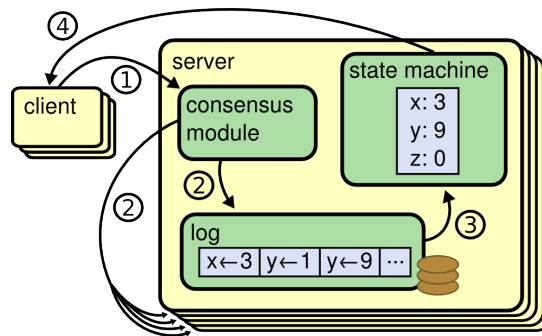 ④
①
server
state machine
client
consensus
module
x: 3
y: 9
z: 0
②
②
③
log
x←3 y←1 y←9 ...